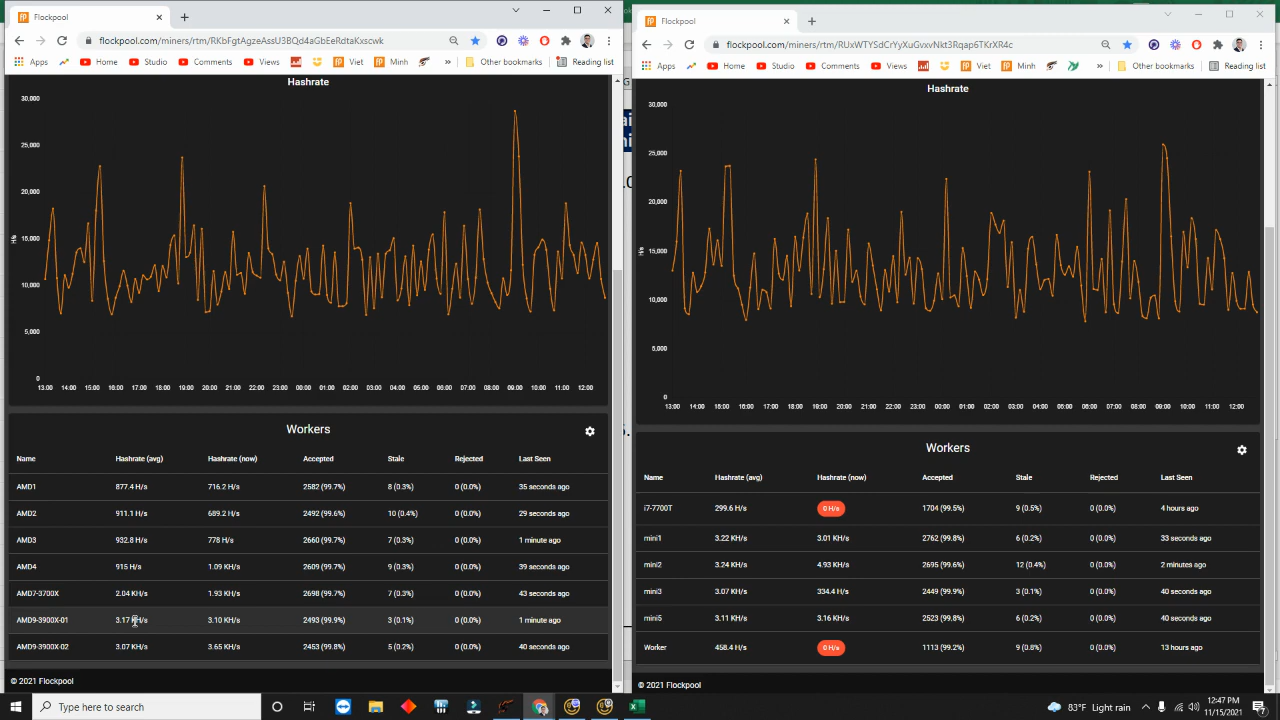 Flockpool
flockpool.com/miners/rtm/RKbFgtAgzeAssU3BQd4aGbEeRdtaKxscwk
Apps Home Studio Comments Views Viet Minh » Other bookmarks Reading list
Hashrate
30,000
25,000
20,000
15,000
H/s
10,000
5,000
0
13:00 14:00 15:00 16:00 17:00 18:00 19:00 20:00 21:00 22:00 23:00 00:00 01:00 02:00 03:00 04:00 05:00 06:00 07:00 08:00 09:00 10:00 11:00 12:00
Workers
Name Hashrate (avg) Hashrate (now) Accepted Stale Rejected Last Seen
AMD1 877.4 H/s 716.2 H/s 2582 (99.7%) 8 (0.3%) 0 (0.0%) 35 seconds ago
AMD2 911.1 H/s 689.2 H/s 2492 (99.6%) 10 (0.4%) 0 (0.0%) 29 seconds ago
AMD3 932.8 H/s 778 H/s 2660 (99.7%) 7 (0.3%) 0 (0.0%) 1 minute ago
AMD4 915 H/s 1.09 KH/s 2609 (99.7%) 9 (0.3%) 0 (0.0%) 39 seconds ago
AMD7-3700X 2.04 KH/s 1.93 KH/s 2698 (99.7%) 7 (0.3%) 0 (0.0%) 43 seconds ago
AMD9-3900X-01 3.17 KH/s 3.10 KH/s 2493 (99.9%) 3 (0.1%) 0 (0.0%) 1 minute ago
AMD9-3900X-02 3.07 KH/s 3.65 KH/s 2453 (99.8%) 5 (0.2%) 0 (0.0%) 40 seconds ago
© 2021 Flockpool
Flockpool
flockpool.com/miners/rtm/RUxWTYSdCrYyXuGvxvNkt3Rqap6TKrXR4c
Apps Home Studio Comments Views Viet Minh » Other bookmarks Reading list
Hashrate
30,000
25,000
20,000
15,000
H/s
10,000
5,000
0
13:00 14:00 15:00 16:00 17:00 18:00 19:00 20:00 21:00 22:00 23:00 00:00 01:00 02:00 03:00 04:00 05:00 06:00 07:00 08:00 09:00 10:00 11:00 12:00
Workers
Name Hashrate (avg) Hashrate (now) Accepted Stale Rejected Last Seen
i7-7700T 299.6 H/s 0 H/s 1704 (99.5%) 9 (0.5%) 0 (0.0%) 4 hours ago
mini1 3.22 KH/s 3.01 KH/s 2762 (99.8%) 6 (0.2%) 0 (0.0%) 33 seconds ago
mini2 3.24 KH/s 4.93 KH/s 2695 (99.6%) 12 (0.4%) 0 (0.0%) 2 minutes ago
mini3 3.07 KH/s 334.4 H/s 2449 (99.9%) 3 (0.1%) 0 (0.0%) 40 seconds ago
mini5 3.11 KH/s 3.16 KH/s 2523 (99.8%) 6 (0.2%) 0 (0.0%) 40 seconds ago
Worker 458.4 H/s 0 H/s 1113 (99.2%) 9 (0.8%) 0 (0.0%) 13 hours ago
© 2021 Flockpool
Type here to search
83°F Light rain
12:47 PM
11/15/2021